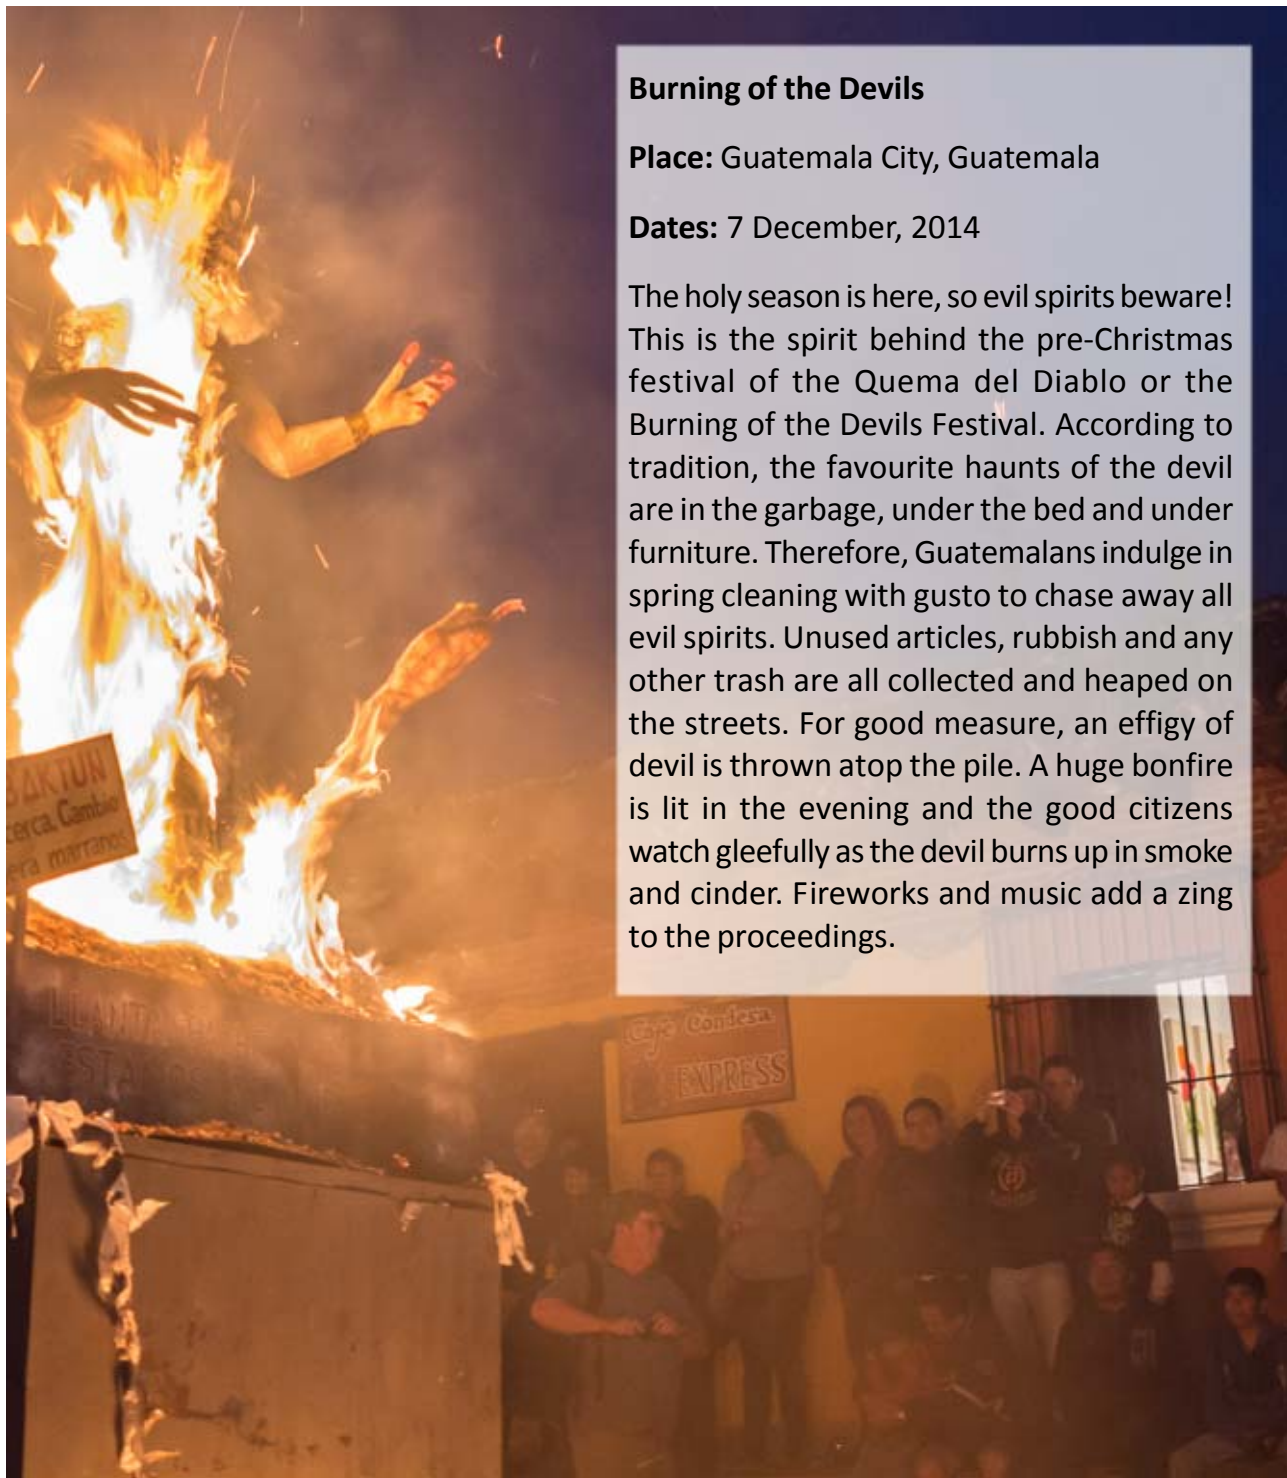 Burning of the Devils
Place: Guatemala City, Guatemala
Dates: 7 December, 2014
The holy season is here, so evil spirits beware!
This is the spirit behind the pre-Christmas
festival of the Quema del Diablo or the
Burning of the Devils Festival. According to
tradition, the favourite haunts of the devil
are in the garbage, under the bed and under
furniture. Therefore, Guatemalans indulge in
spring cleaning with gusto to chase away all
evil spirits. Unused articles, rubbish and any
other trash are all collected and heaped on
the streets. For good measure, an effigy of
devil is thrown atop the pile. A huge bonfire
is lit in the evening and the good citizens
watch gleefully as the devil burns up in smoke
and cinder. Fireworks and music add a zing
to the proceedings.
cerca. Cambio
marranos
Café Condesa
EXPRESS